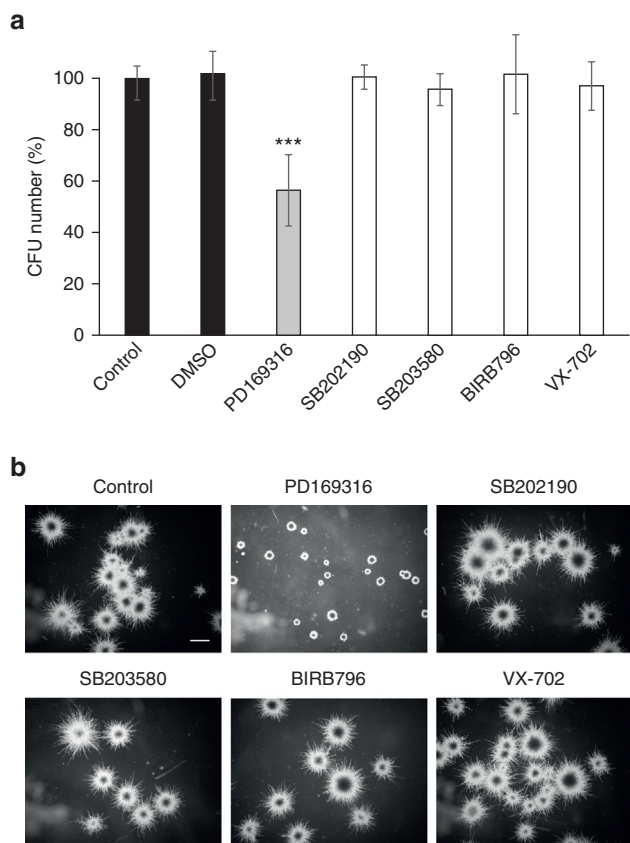 a
CFU number (%)
100
80
60
40
20
0
***
Control
DMSO
PD169316
SB202190
SB203580
BIRB796
VX-702
b
Control PD169316 SB202190
SB203580 BIRB796 VX-702